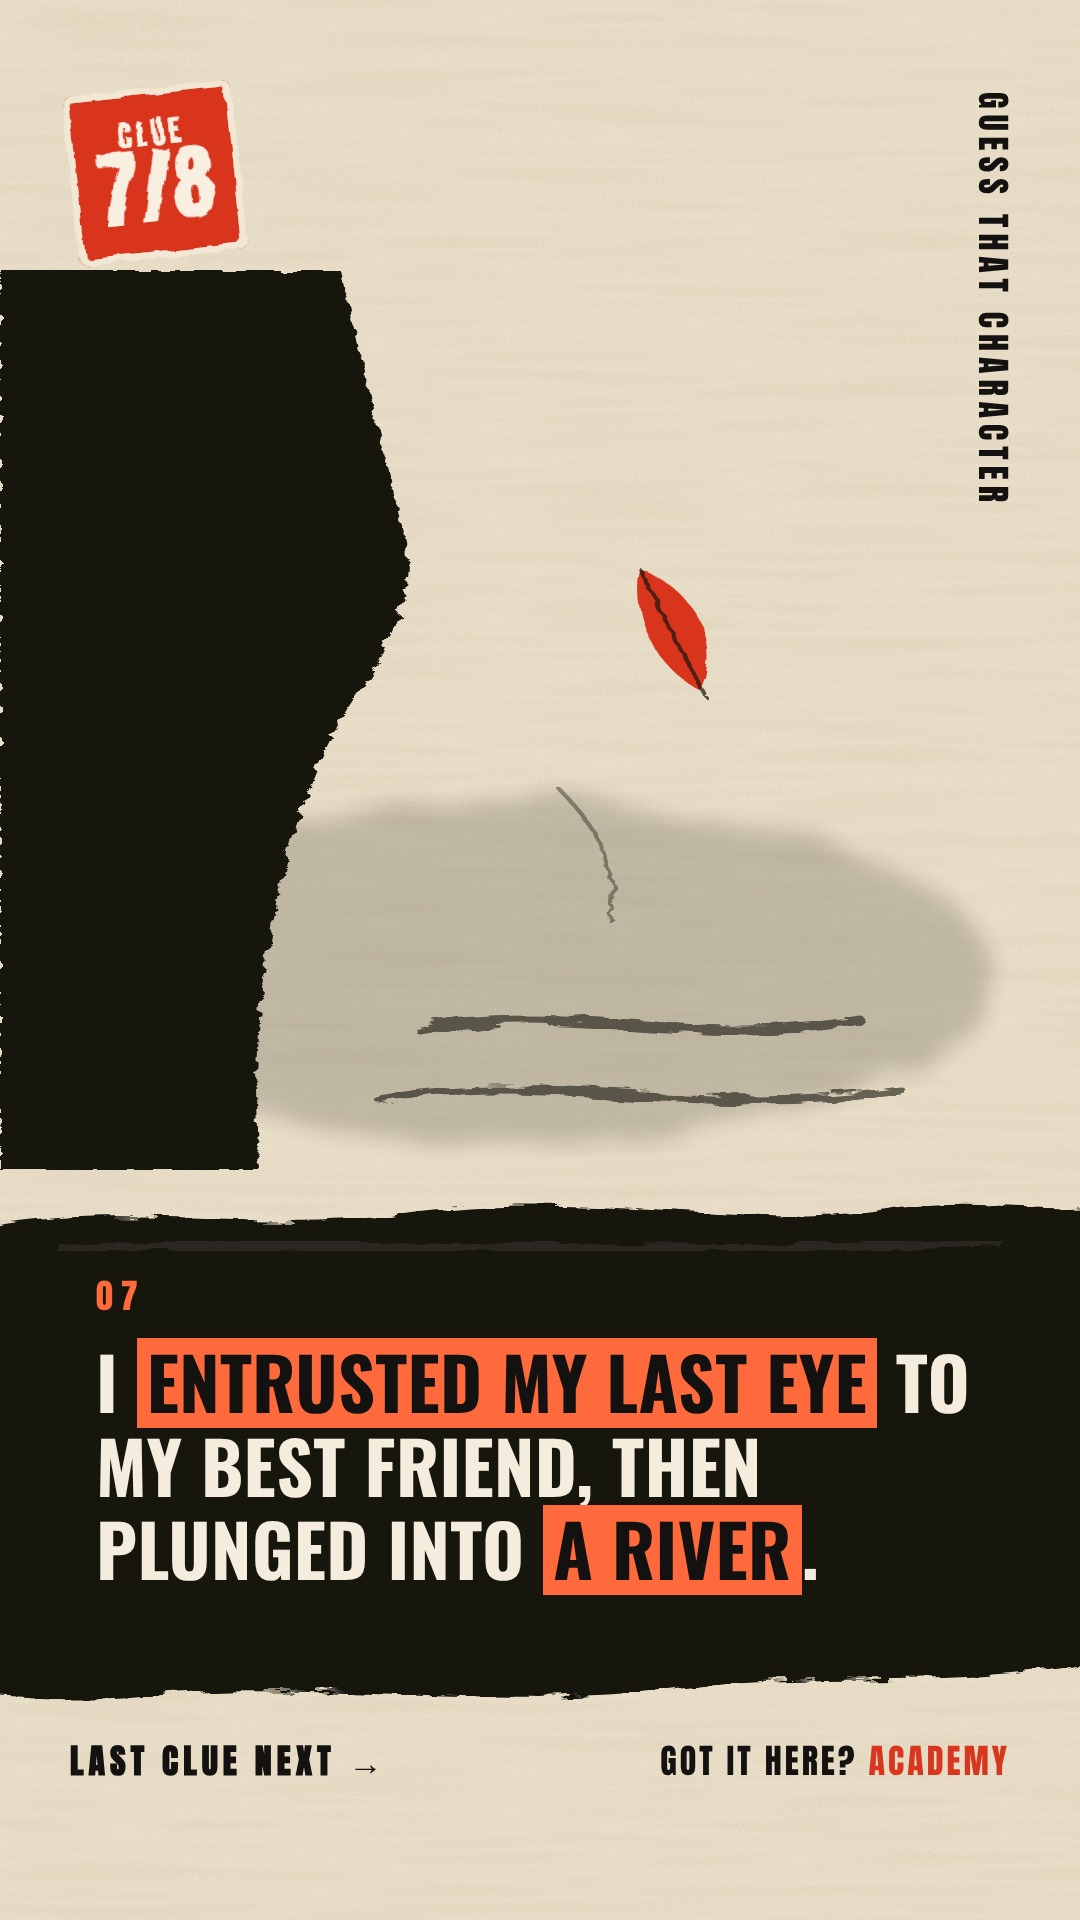 CLUE
7/8
GUESS THAT CHARACTER
07
I ENTRUSTED MY LAST EYE TO
MY BEST FRIEND, THEN
PLUNGED INTO A RIVER.
LAST CLUE NEXT →
GOT IT HERE? ACADEMY